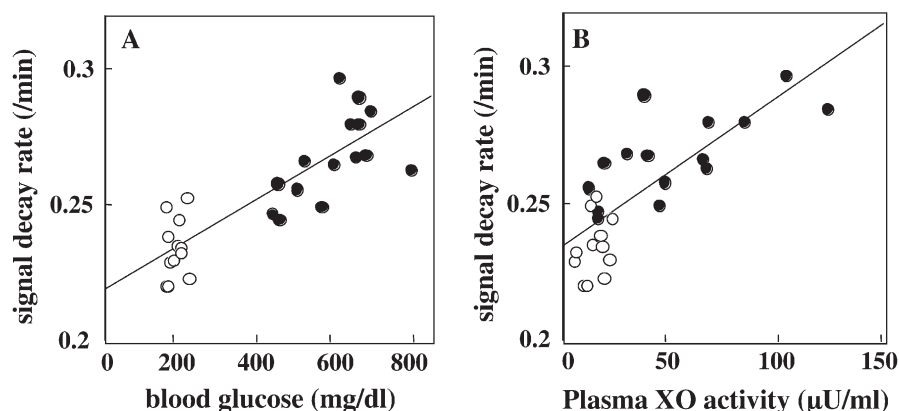 A
signal decay rate (/min)
0.3
0.25
0.2
0 200 400 600 800
blood glucose (mg/dl)
B
signal decay rate (/min)
0.3
0.25
0.2
0 50 100 150
Plasma XO activity (μU/ml)